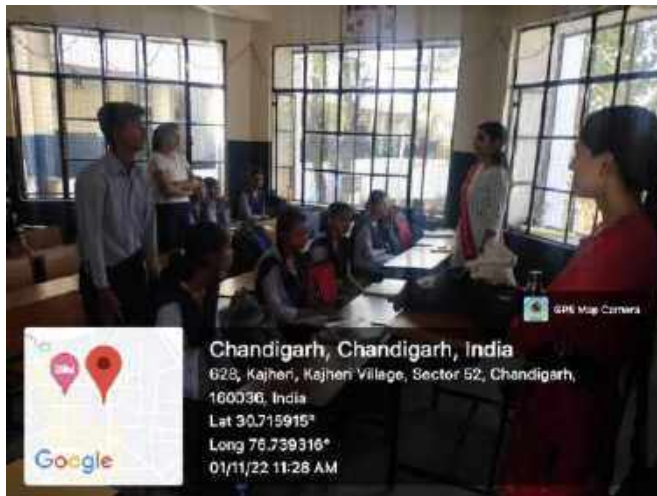 GPS Map Camera
Chandigarh, Chandigarh, India
628, Kajheri, Kajheri Village, Sector 52, Chandigarh,
160036, India
Lat 30.715915°
Long 76.739316°
01/11/22 11:28 AM
Google